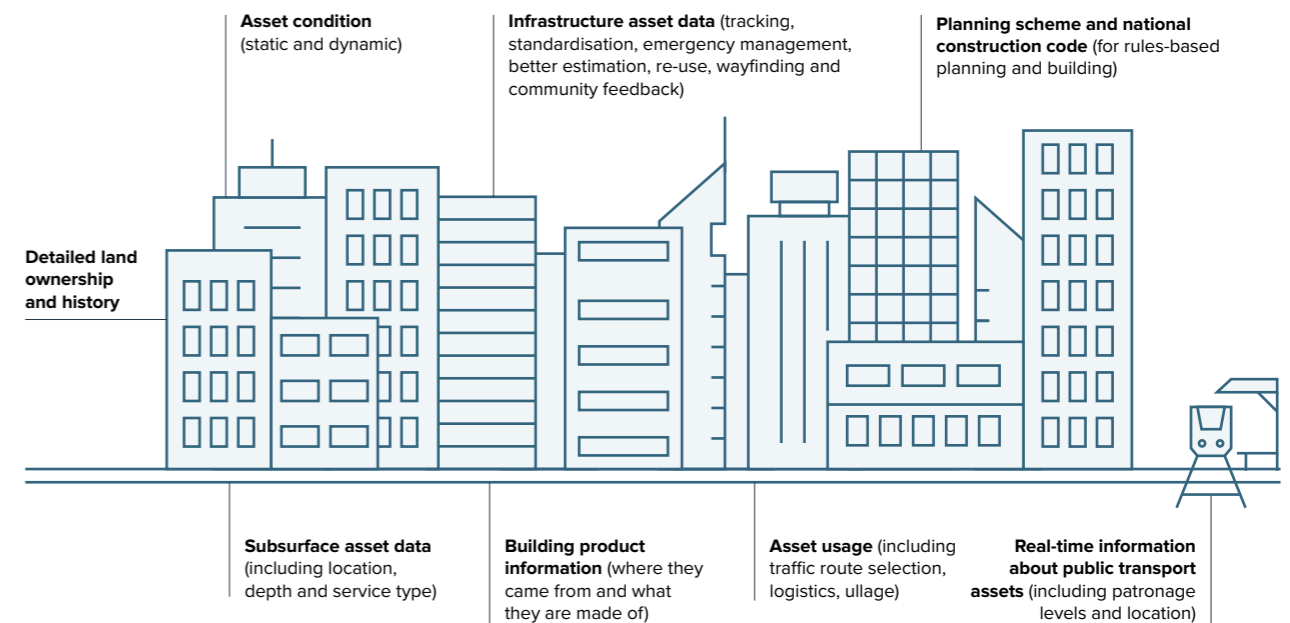 Asset condition
(static and dynamic)
Infrastructure asset data (tracking,
standardisation, emergency management,
better estimation, re-use, wayfinding and
community feedback)
Planning scheme and national
construction code (for rules-based
planning and building)
Detailed land
ownership
and history
Subsurface asset data
(including location,
depth and service type)
Building product
information (where they
came from and what
they are made of)
Asset usage (including
traffic route selection,
logistics, ullage)
Real-time information
about public transport
assets (including patronage
levels and location)